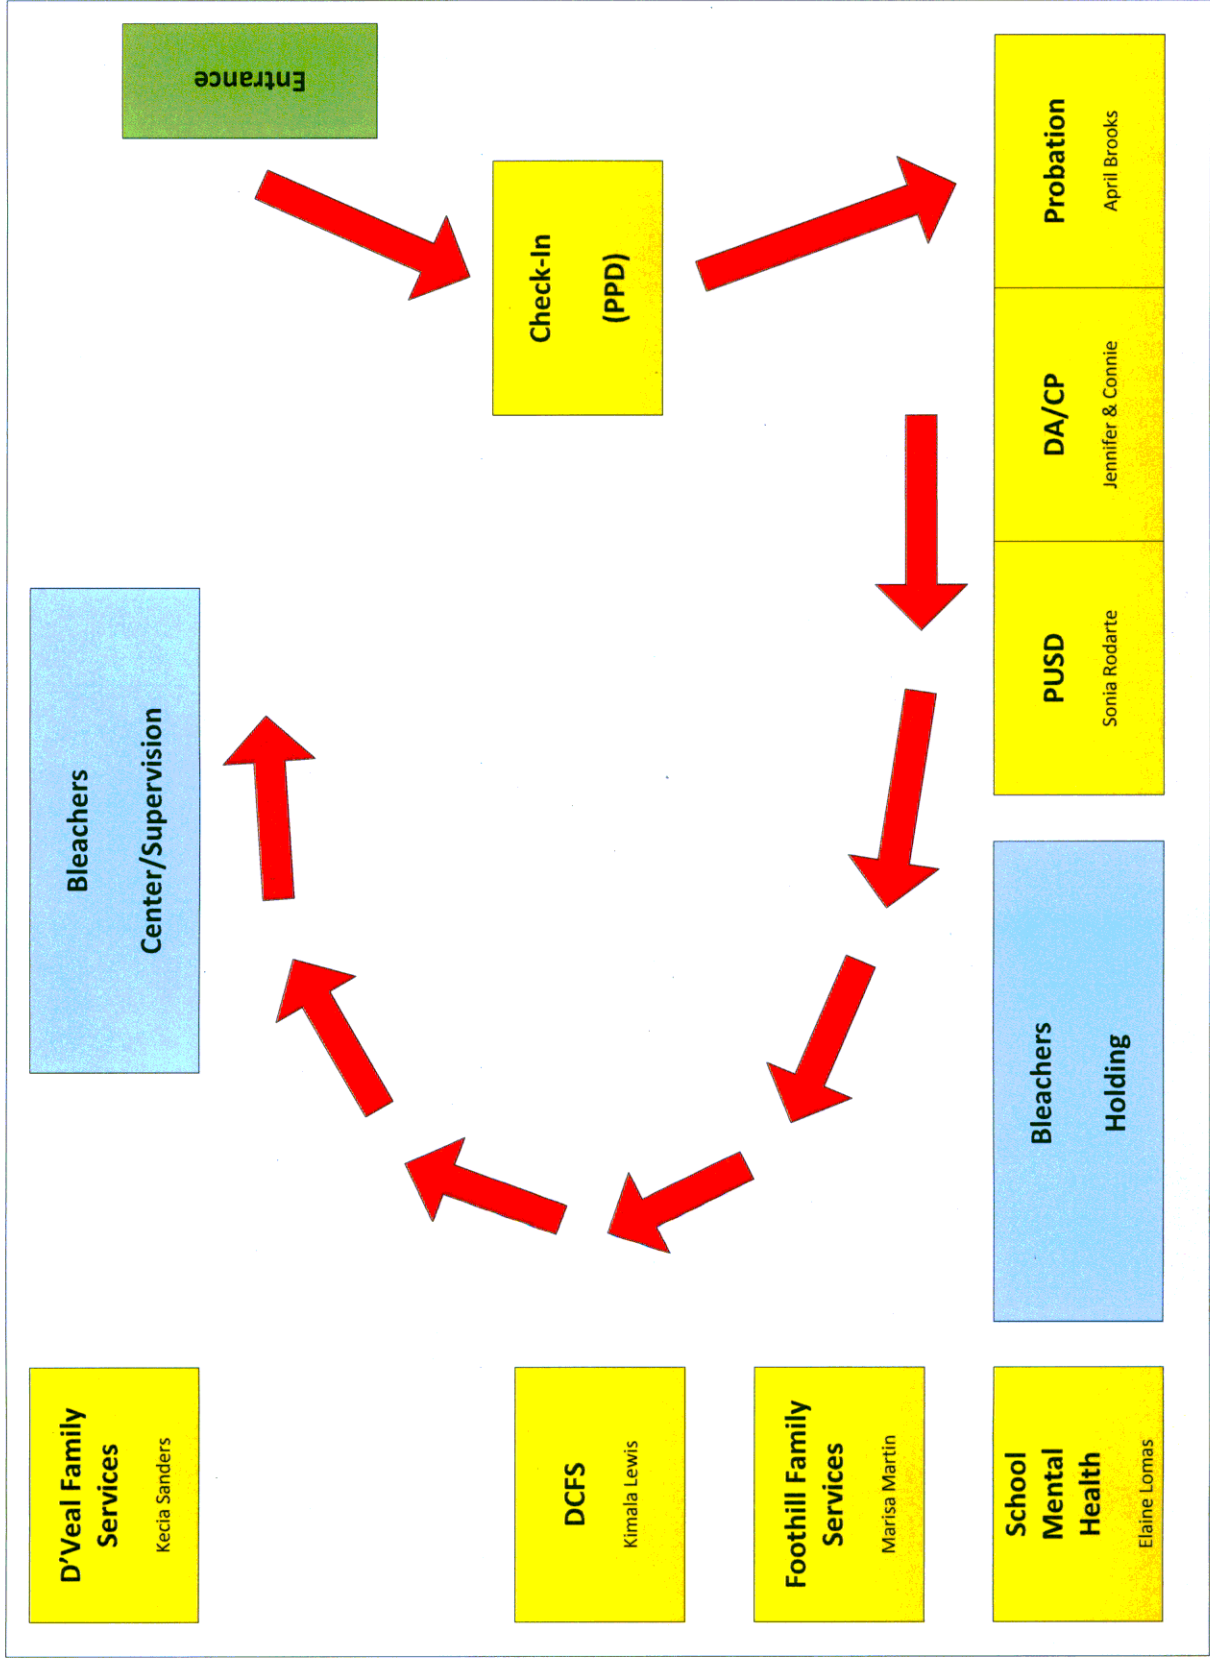 D'Veal Family
Services
Kecia Sanders
DCFS
Kimala Lewis
Foothill Family
Services
Marisa Martin
School
Mental
Health
Elaine Lomas
Bleachers
Center/Supervision
Bleachers
Holding
Entrance
Check-In
(PPD)
PUSD
Sonia Rodarte
DA/CP
Jennifer & Connie
Probation
April Brooks